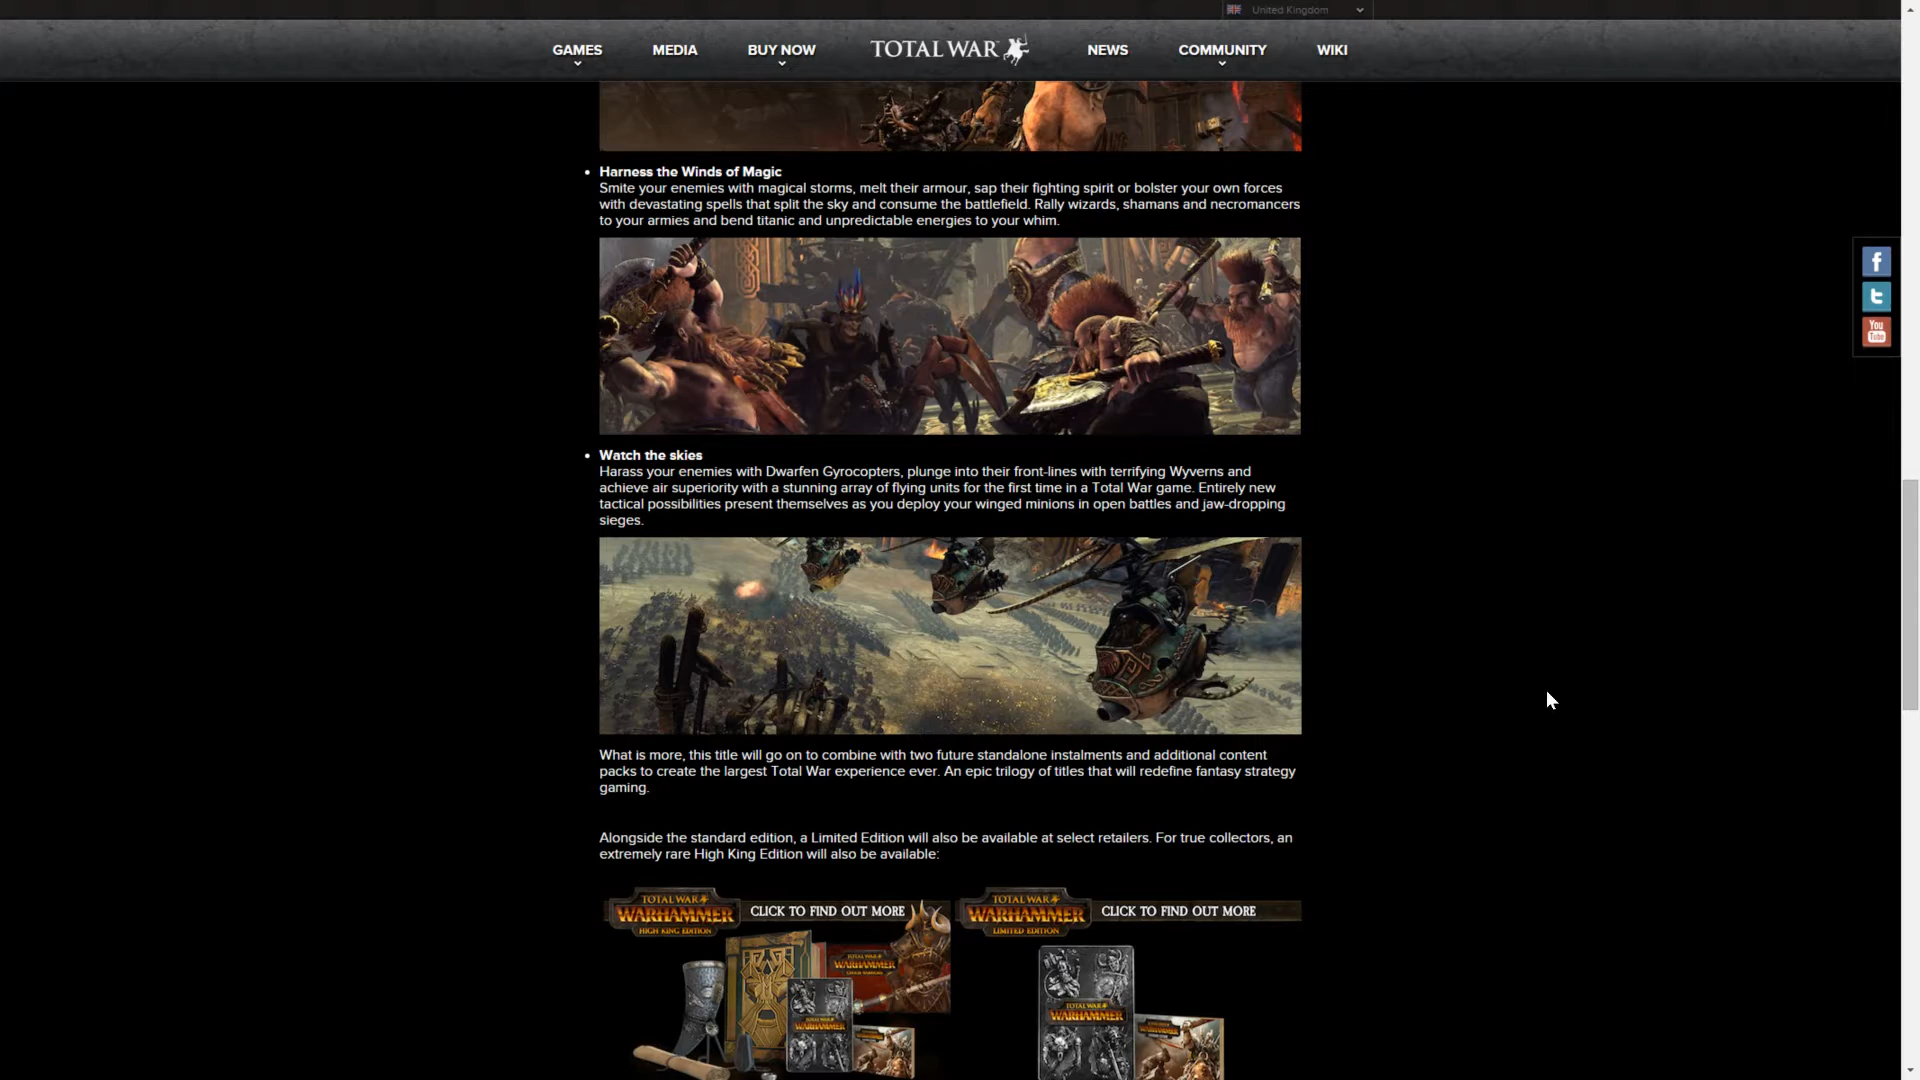 United Kingdom
GAMES
MEDIA
BUY NOW
TOTAL WAR
NEWS
COMMUNITY
WIKI
Harness the Winds of Magic
Smite your enemies with magical storms, melt their armour, sap their fighting spirit or bolster your own forces
with devastating spells that split the sky and consume the battlefield. Rally wizards, shamans and necromancers
to your armies and bend titanic and unpredictable energies to your whim.
f
t
You
Tube
Watch the skies
Harass your enemies with Dwarfen Gyrocopters, plunge into their front-lines with terrifying Wyverns and
achieve air superiority with a stunning array of flying units for the first time in a Total War game. Entirely new
tactical possibilities present themselves as you deploy your winged minions in open battles and jaw-dropping
sieges.
What is more, this title will go on to combine with two future standalone instalments and additional content
packs to create the largest Total War experience ever. An epic trilogy of titles that will redefine fantasy strategy
gaming.
Alongside the standard edition, a Limited Edition will also be available at select retailers. For true collectors, an
extremely rare High King Edition will also be available:
TOTAL WAR
WARHAMMER
HIGH KING EDITION
CLICK TO FIND OUT MORE
TOTAL WAR
WARHAMMER
TOTAL WAR
WARHAMMER
WARHAMMER
TOTAL WAR
WARHAMMER
LIMITED EDITION
CLICK TO FIND OUT MORE
TOTAL WAR
WARHAMMER
WARHAMMER